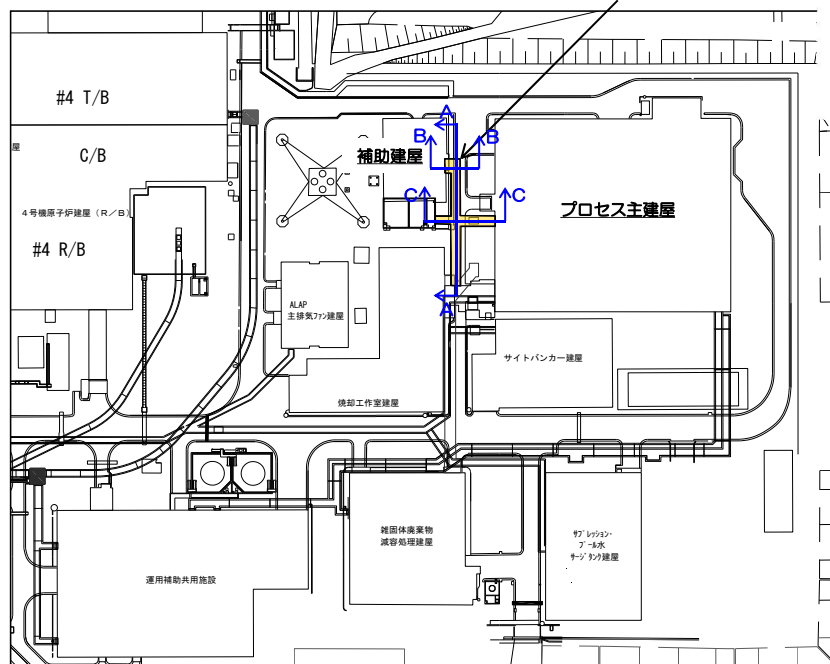 #4 T/B
C/B
屋
4号機原子炉建屋(R/B)
#4 R/B
補助建屋
A
B
B
C
C
プロセス主建屋
A
ALAP
主排気ファン建屋
焼却工作室建屋
サイトバンカー建屋
雑固体廃棄物
減容処理建屋
サプレッション・
プール水
サージタンク建屋
運用補助共用施設